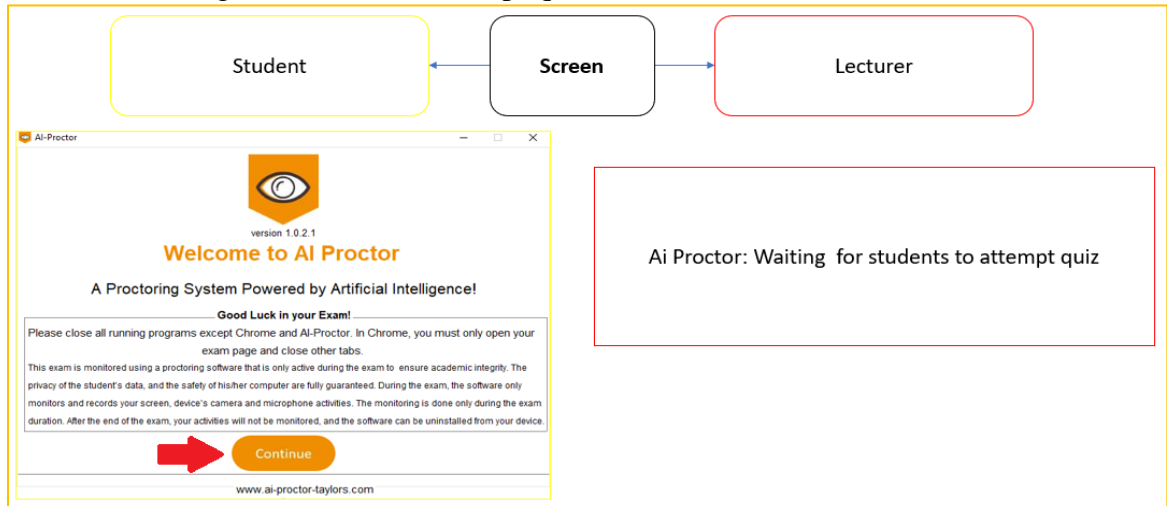 Student
Screen
Lecturer
AI-Proctor
version 1.0.2.1
Welcome to AI Proctor
A Proctoring System Powered by Artificial Intelligence!
Good Luck in your Exam!
Please close all running programs except Chrome and AI-Proctor. In Chrome, you must only open your
exam page and close other tabs.
This exam is monitored using a proctoring software that is only active during the exam to ensure academic integrity. The
privacy of the student's data, and the safety of his/her computer are fully guaranteed. During the exam, the software only
monitors and records your screen, device's camera and microphone activities. The monitoring is done only during the exam
duration. After the end of the exam, your activities will not be monitored, and the software can be uninstalled from your device.
Continue
www.ai-proctor-taylors.com
Ai Proctor: Waiting for students to attempt quiz